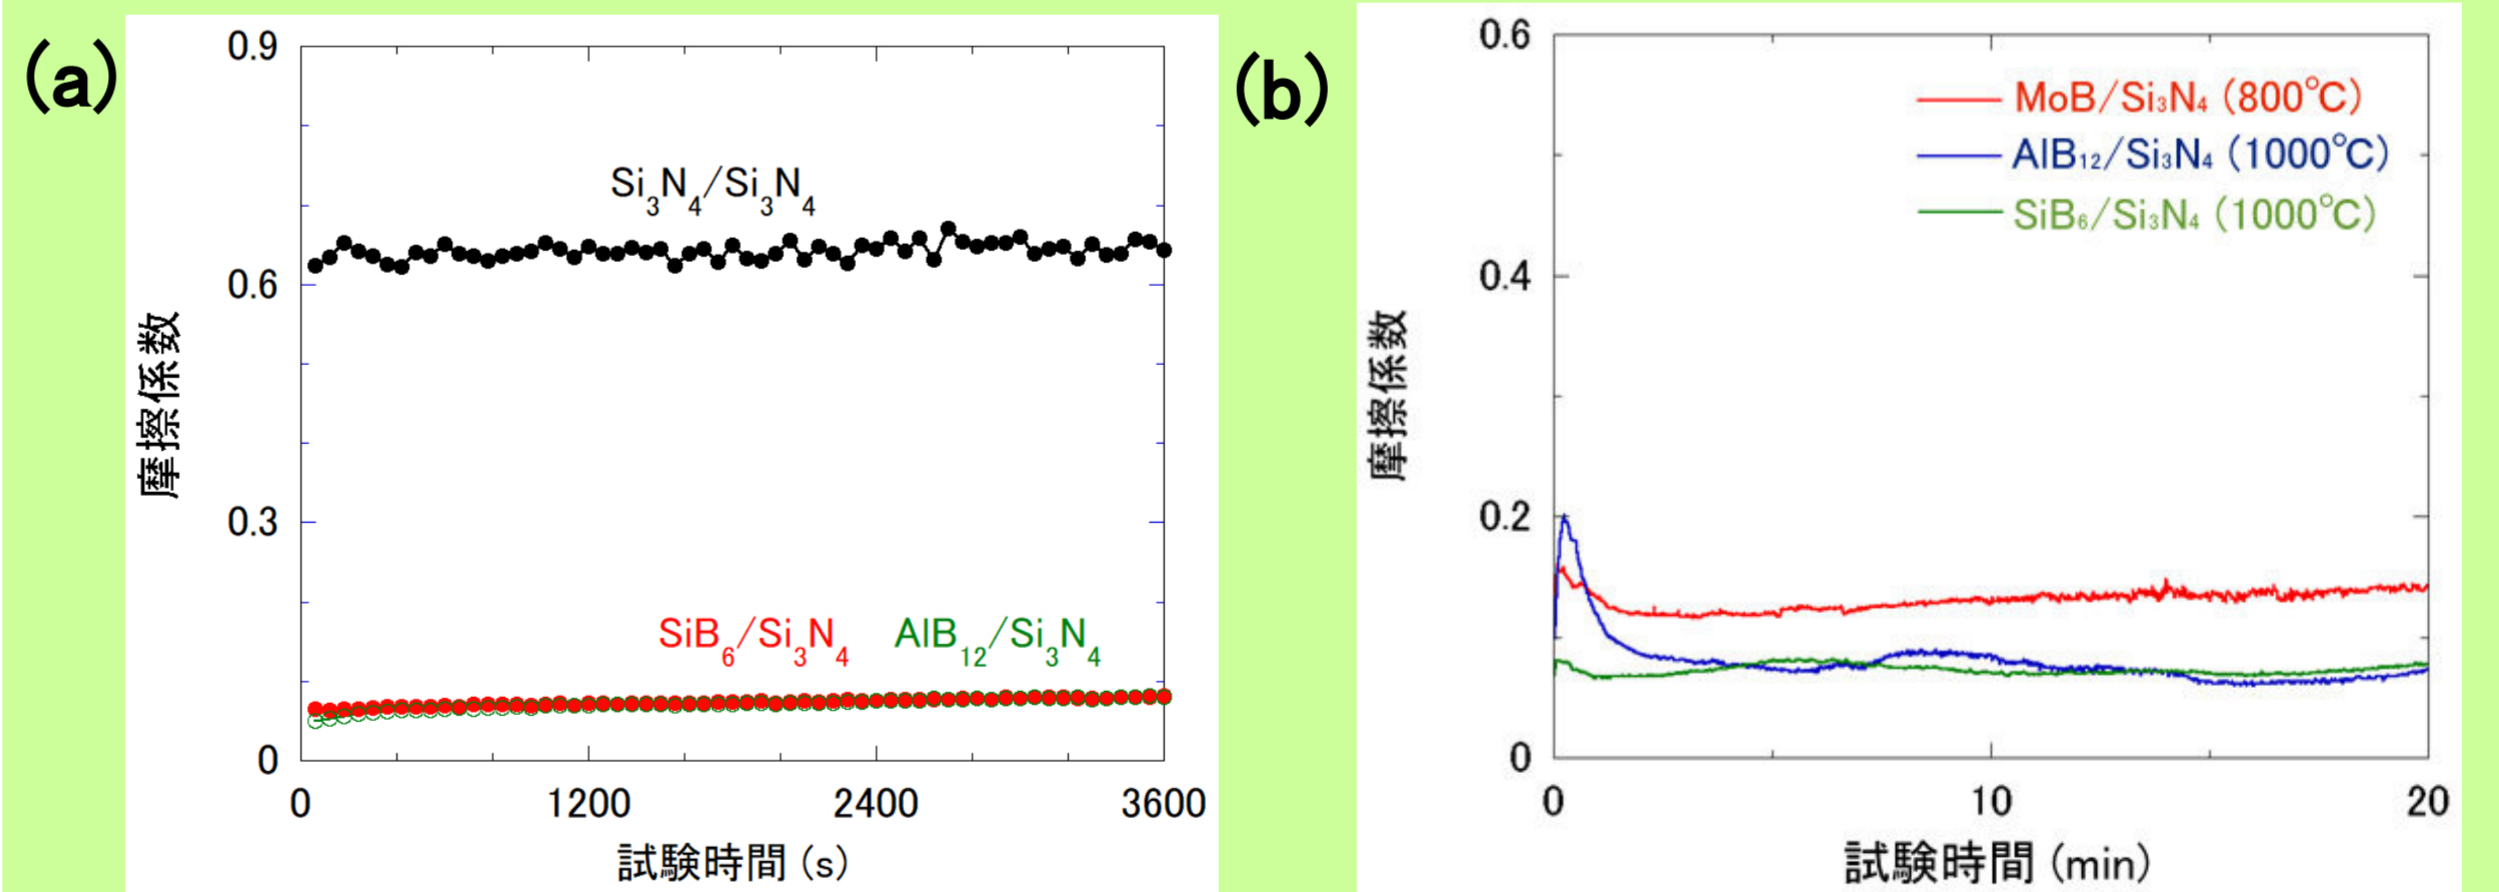 (a)
0.9
0.6
0.3
0
摩擦係数
Si₃N₄/Si₃N₄
SiB₆/Si₃N₄
AlB₁₂/Si₃N₄
0 1200 2400 3600
試験時間 (s)
(b)
0.6
0.4
0.2
0
摩擦係数
MoB/Si₃N₄ (800℃)
AlB₁₂/Si₃N₄ (1000℃)
SiB₆/Si₃N₄ (1000℃)
0 10 20
試験時間 (min)